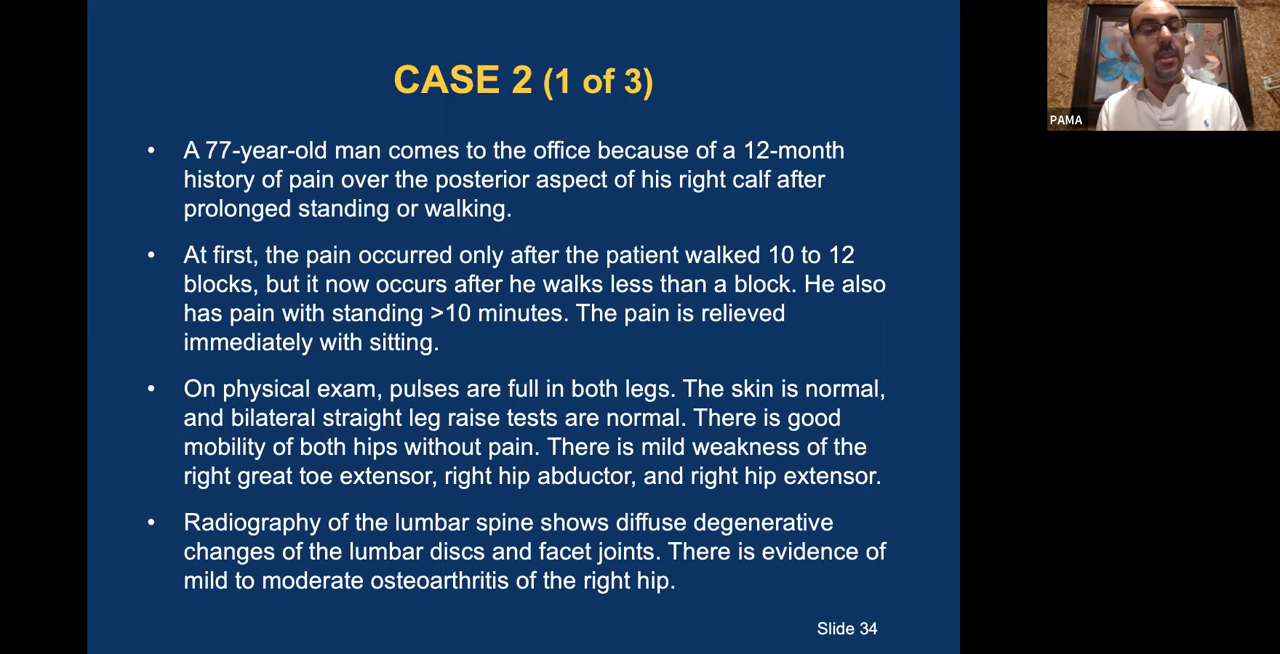 CASE 2 (1 of 3)
• A 77-year-old man comes to the office because of a 12-month
history of pain over the posterior aspect of his right calf after
prolonged standing or walking.
• At first, the pain occurred only after the patient walked 10 to 12
blocks, but it now occurs after he walks less than a block. He also
has pain with standing >10 minutes. The pain is relieved
immediately with sitting.
• On physical exam, pulses are full in both legs. The skin is normal,
and bilateral straight leg raise tests are normal. There is good
mobility of both hips without pain. There is mild weakness of the
right great toe extensor, right hip abductor, and right hip extensor.
• Radiography of the lumbar spine shows diffuse degenerative
changes of the lumbar discs and facet joints. There is evidence of
mild to moderate osteoarthritis of the right hip.
Slide 34
PAMA